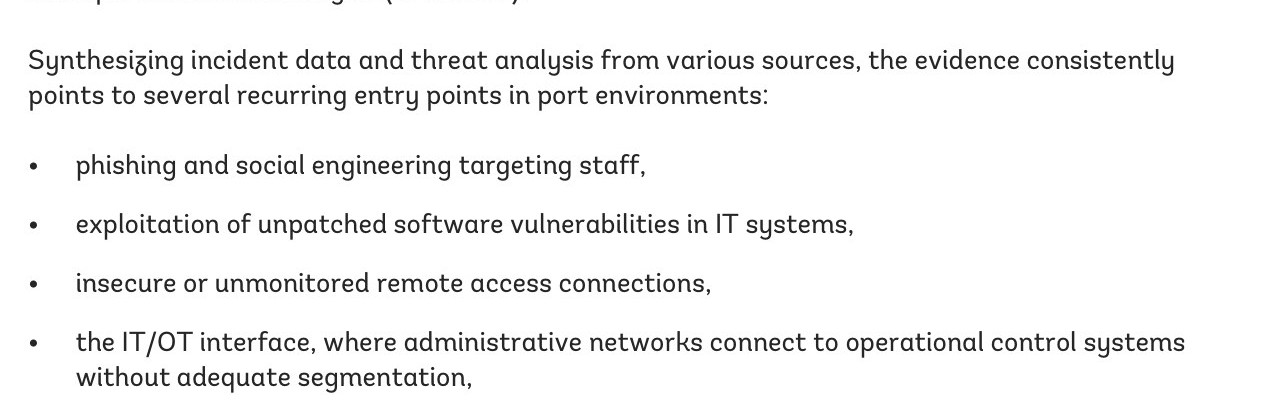 Synthesizing incident data and threat analysis from various sources, the evidence consistently
points to several recurring entry points in port environments:
• phishing and social engineering targeting staff,
• exploitation of unpatched software vulnerabilities in IT systems,
• insecure or unmonitored remote access connections,
• the IT/OT interface, where administrative networks connect to operational control systems
without adequate segmentation,